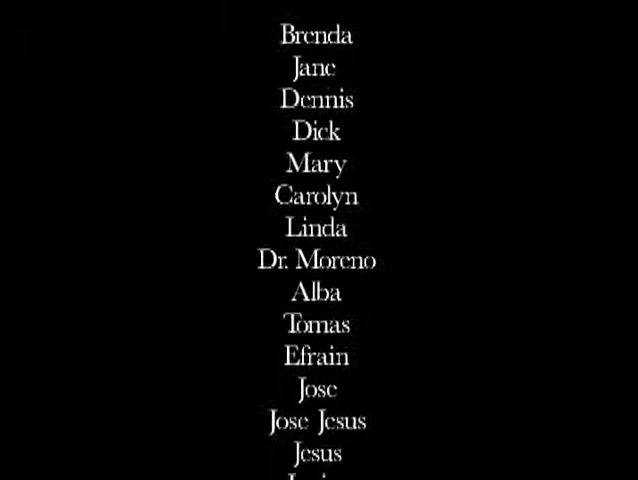 Brenda
Jane
Dennis
Dick
Mary
Carolyn
Linda
Dr. Moreno
Alba
Tomas
Efrain
Jose
Jose Jesus
Jesus